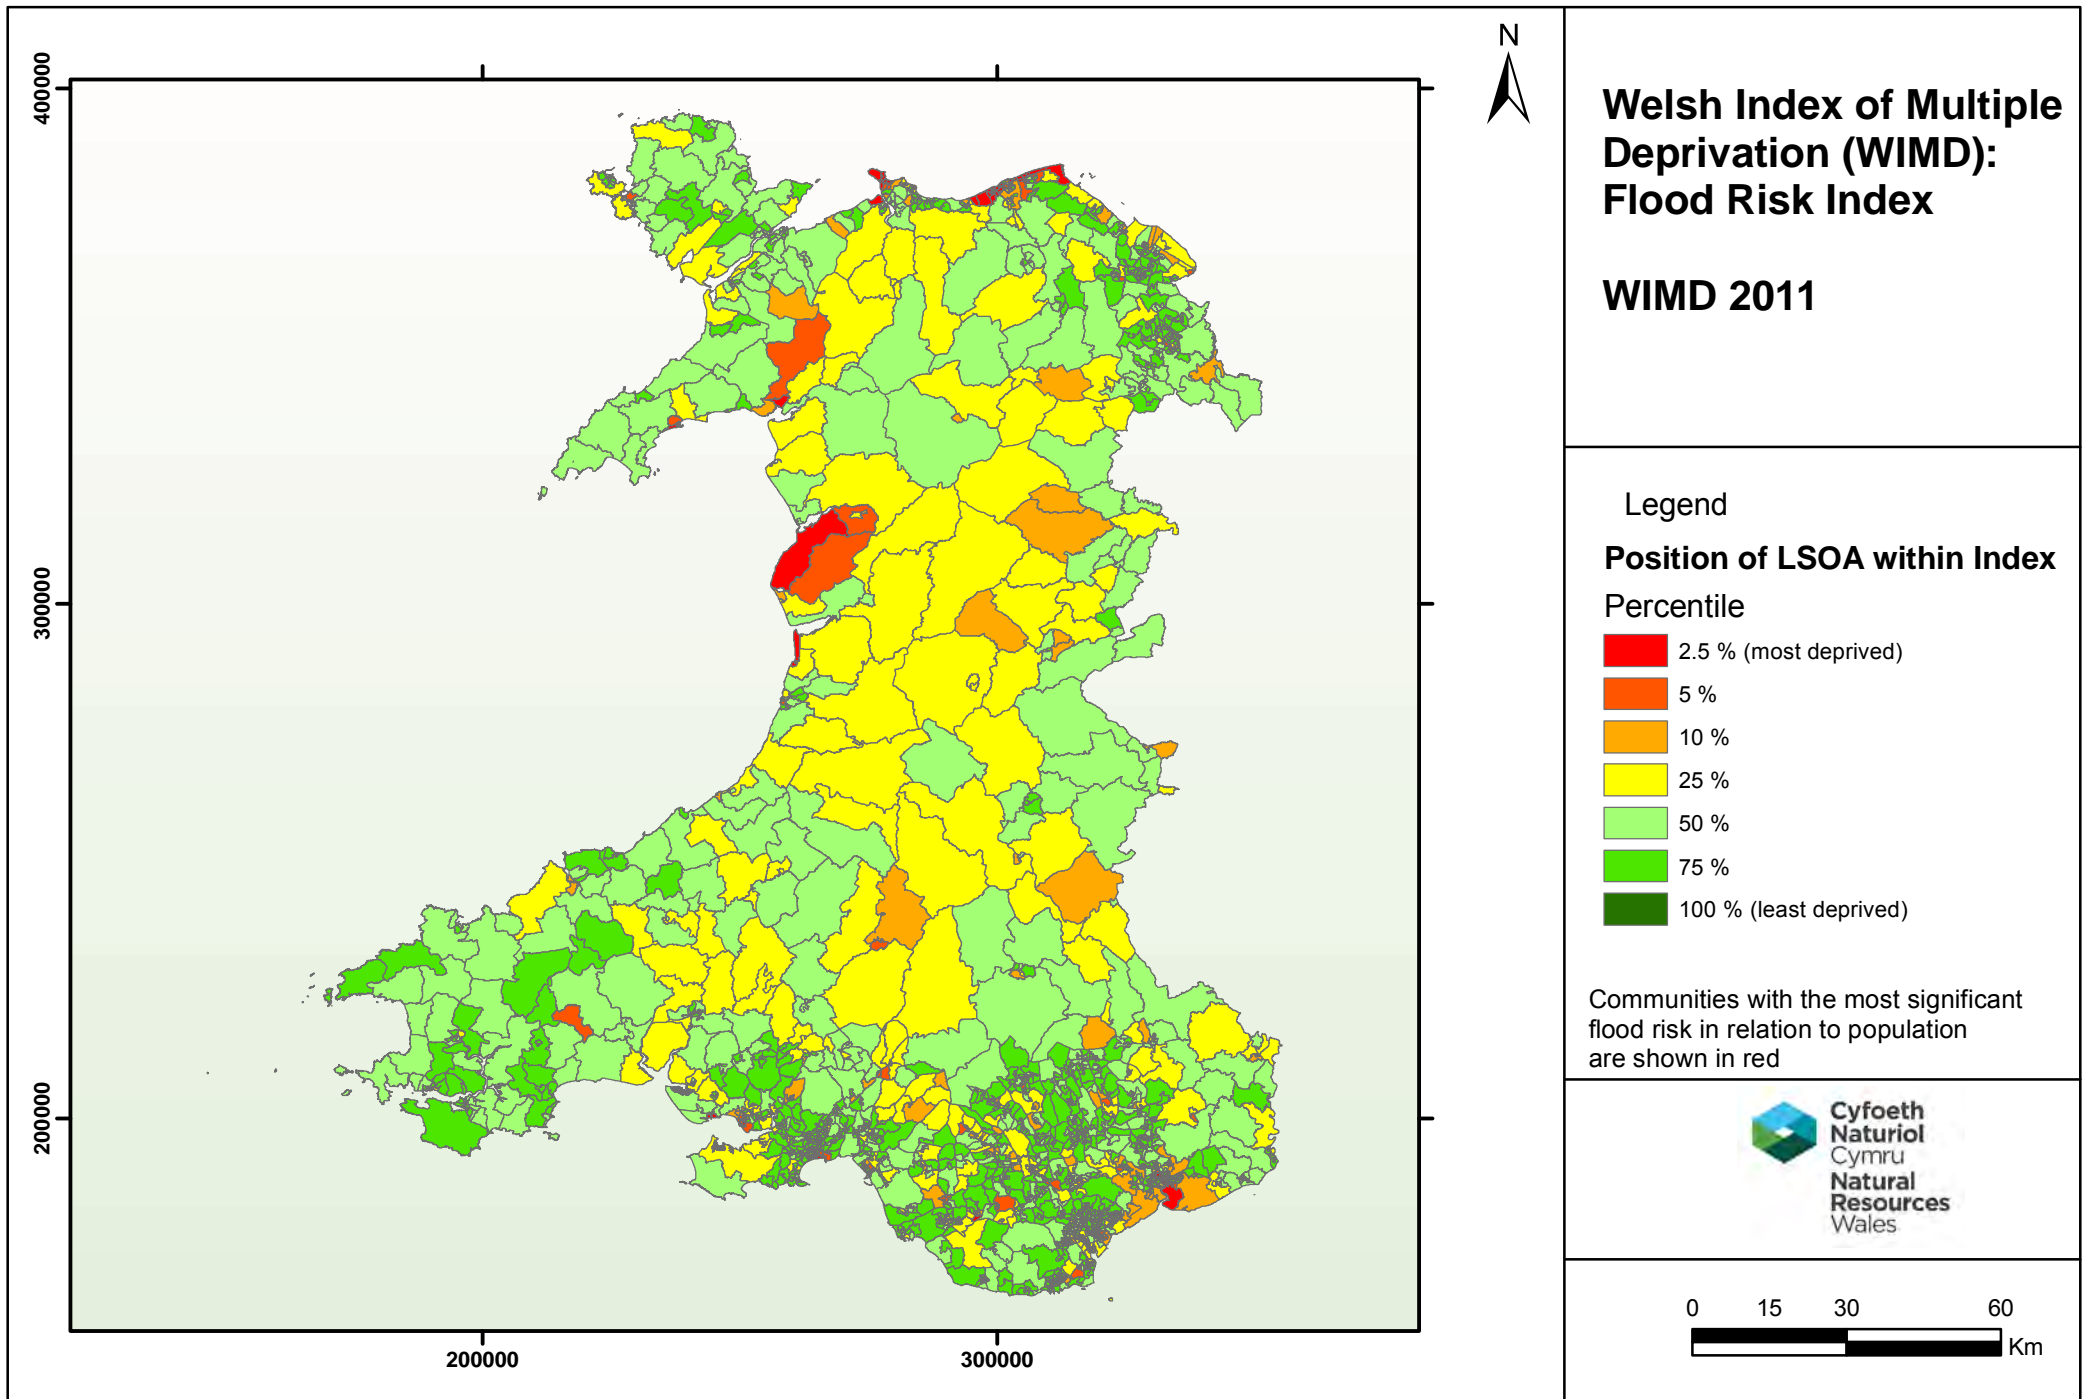 Welsh Index of Multiple
Deprivation (WIMD):
Flood Risk Index
WIMD 2011
N
400000
300000
200000
200000
300000
Legend
Position of LSOA within Index
Percentile
2.5 % (most deprived)
5 %
10 %
25 %
50 %
75 %
100 % (least deprived)
Communities with the most significant
flood risk in relation to population
are shown in red
Cyfoeth
Naturiol
Cymru
Natural
Resources
Wales
0 15 30 60
Km